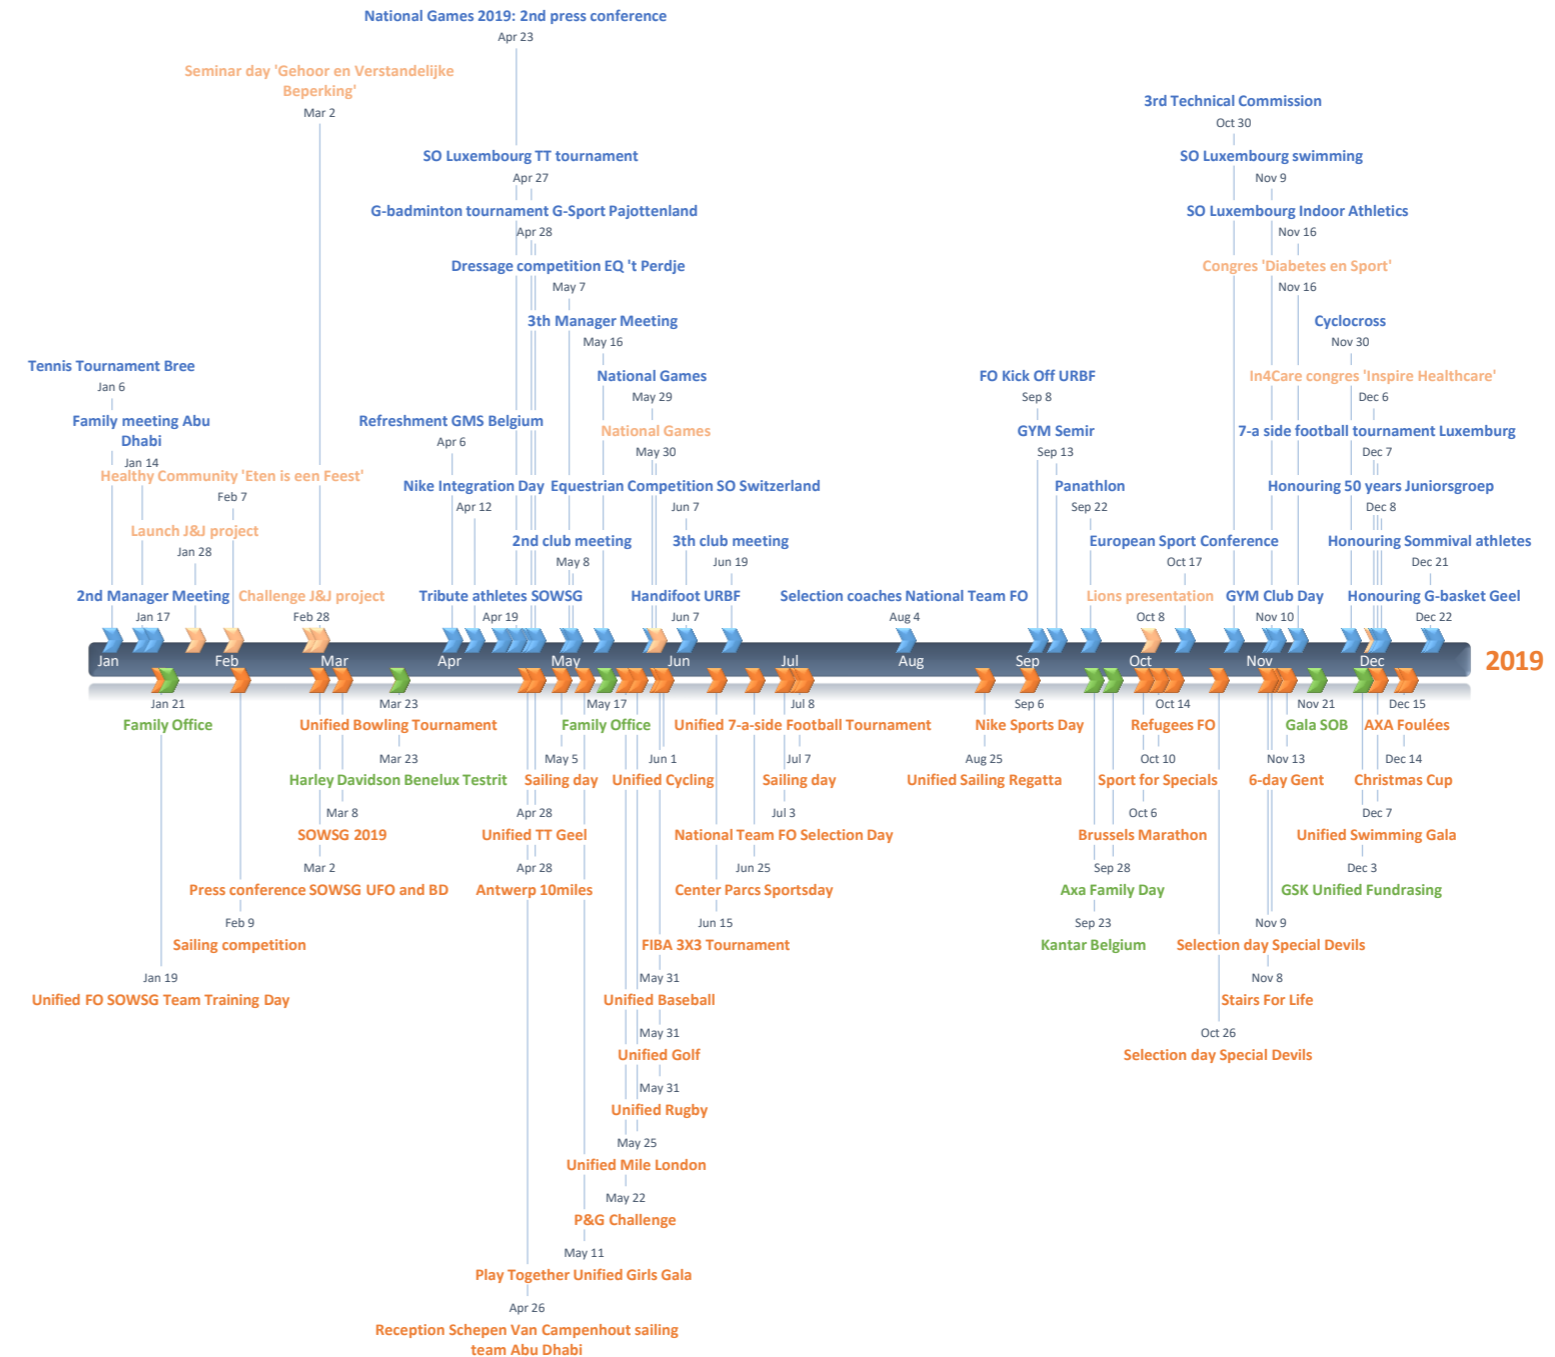 National Games 2019: 2nd press conference
Apr 23
Seminar day 'Gehoor en Verstandelijke
Beperking'
Mar 2
3rd Technical Commission
Oct 30
SO Luxembourg TT tournament
Apr 27
SO Luxembourg swimming
Nov 9
G-badminton tournament G-Sport Pajottenland
Apr 28
SO Luxembourg Indoor Athletics
Nov 16
Dressage competition EQ 't Perdje
May 7
Congres 'Diabetes en Sport'
Nov 16
3th Manager Meeting
May 16
Cyclocross
Nov 30
Tennis Tournament Bree
Jan 6
National Games
May 29
FO Kick Off URBF
Sep 8
In4Care congres 'Inspire Healthcare'
Dec 6
Family meeting Abu
Dhabi
Jan 14
Refreshment GMS Belgium
Apr 6
National Games
May 30
GYM Semir
Sep 13
7-a side football tournament Luxemburg
Dec 7
Healthy Community 'Eten is een Feest'
Feb 7
Nike Integration Day
Apr 12
Equestrian Competition SO Switzerland
Jun 7
Panathlon
Sep 22
Honouring 50 years Juniorsgroep
Dec 8
Launch J&J project
Jan 28
2nd club meeting
May 8
3th club meeting
Jun 19
European Sport Conference
Oct 17
Honouring Sommival athletes
Dec 21
2nd Manager Meeting
Jan 17
Challenge J&J project
Feb 28
Tribute athletes SOWSG
Apr 19
Handifoot URBF
Jun 7
Selection coaches National Team FO
Aug 4
Lions presentation
Oct 8
GYM Club Day
Nov 10
Honouring G-basket Geel
Dec 22
Jan Feb Mar Apr May Jun Jul Aug Sep Oct Nov Dec
2019
Jan 21
Family Office
Mar 23
Unified Bowling Tournament
May 17
Family Office
Jul 8
Unified 7-a-side Football Tournament
Sep 6
Nike Sports Day
Oct 14
Refugees FO
Nov 21
Gala SOB
Dec 15
AXA Foulées
Mar 23
Harley Davidson Benelux Testrit
May 5
Sailing day
Jun 1
Unified Cycling
Jul 7
Sailing day
Aug 25
Unified Sailing Regatta
Oct 10
Sport for Specials
Nov 13
6-day Gent
Dec 14
Christmas Cup
Mar 8
SOWSG 2019
Apr 28
Unified TT Geel
Jul 3
National Team FO Selection Day
Oct 6
Brussels Marathon
Dec 7
Unified Swimming Gala
Mar 2
Press conference SOWSG UFO and BD
Apr 28
Antwerp 10miles
Jun 25
Center Parcs Sportsday
Sep 28
Axa Family Day
Dec 3
GSK Unified Fundrasing
Feb 9
Sailing competition
Jun 15
FIBA 3X3 Tournament
Sep 23
Kantar Belgium
Nov 9
Selection day Special Devils
Jan 19
Unified FO SOWSG Team Training Day
May 31
Unified Baseball
Nov 8
Stairs For Life
May 31
Unified Golf
Oct 26
Selection day Special Devils
May 31
Unified Rugby
May 25
Unified Mile London
May 22
P&G Challenge
May 11
Play Together Unified Girls Gala
Apr 26
Reception Schepen Van Campenhout sailing
team Abu Dhabi